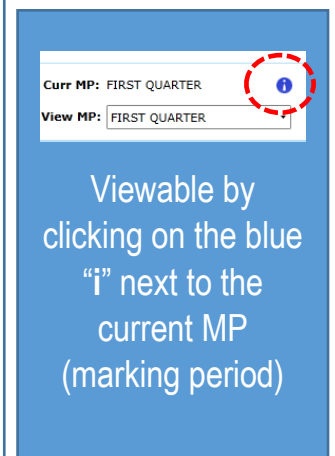 Curr MP: FIRST QUARTER i
View MP: FIRST QUARTER
Viewable by
clicking on the blue
“i” next to the
current MP
(marking period)